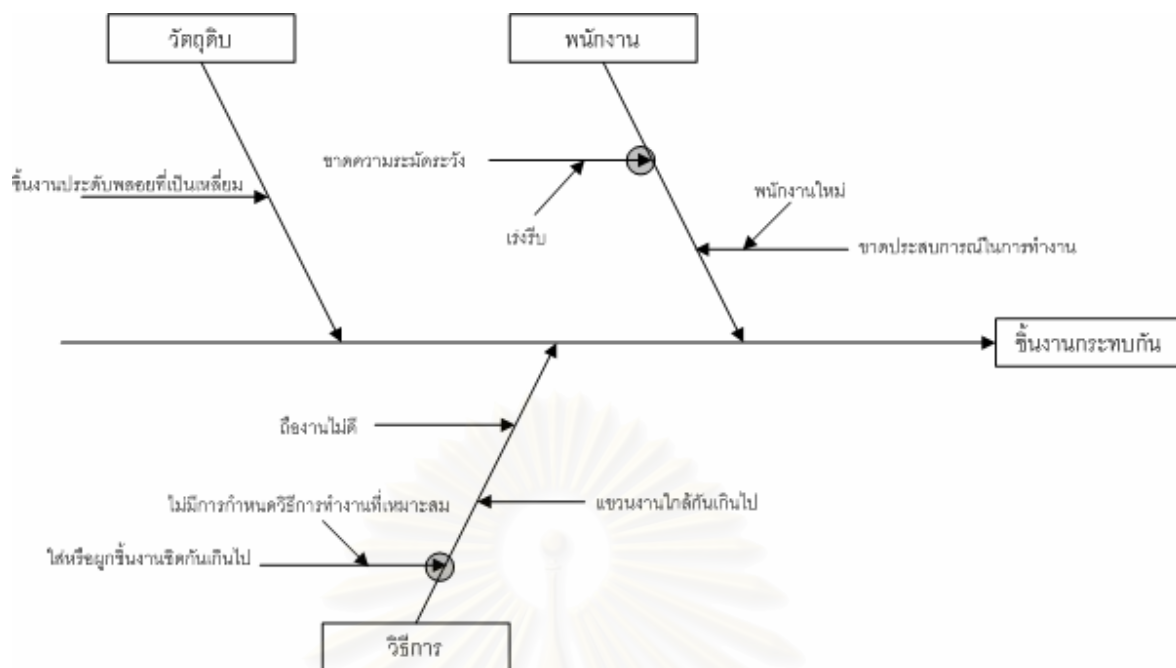 วัตถุดิบ
พนักงาน
ขาดความระมัดระวัง
ชิ้นงานประดับพลอยที่เป็นเหลี่ยม
พนักงานใหม่
เร่งรีบ
ขาดประสบการณ์ในการทำงาน
ชิ้นงานกระทบกัน
ถืองานไม่ดี
ไม่มีการกำหนดวิธีการทำงานที่เหมาะสม
แขวนงานใกล้กันเกินไป
ใส่หรือผูกชิ้นงานชิดกันเกินไป
วิธีการ